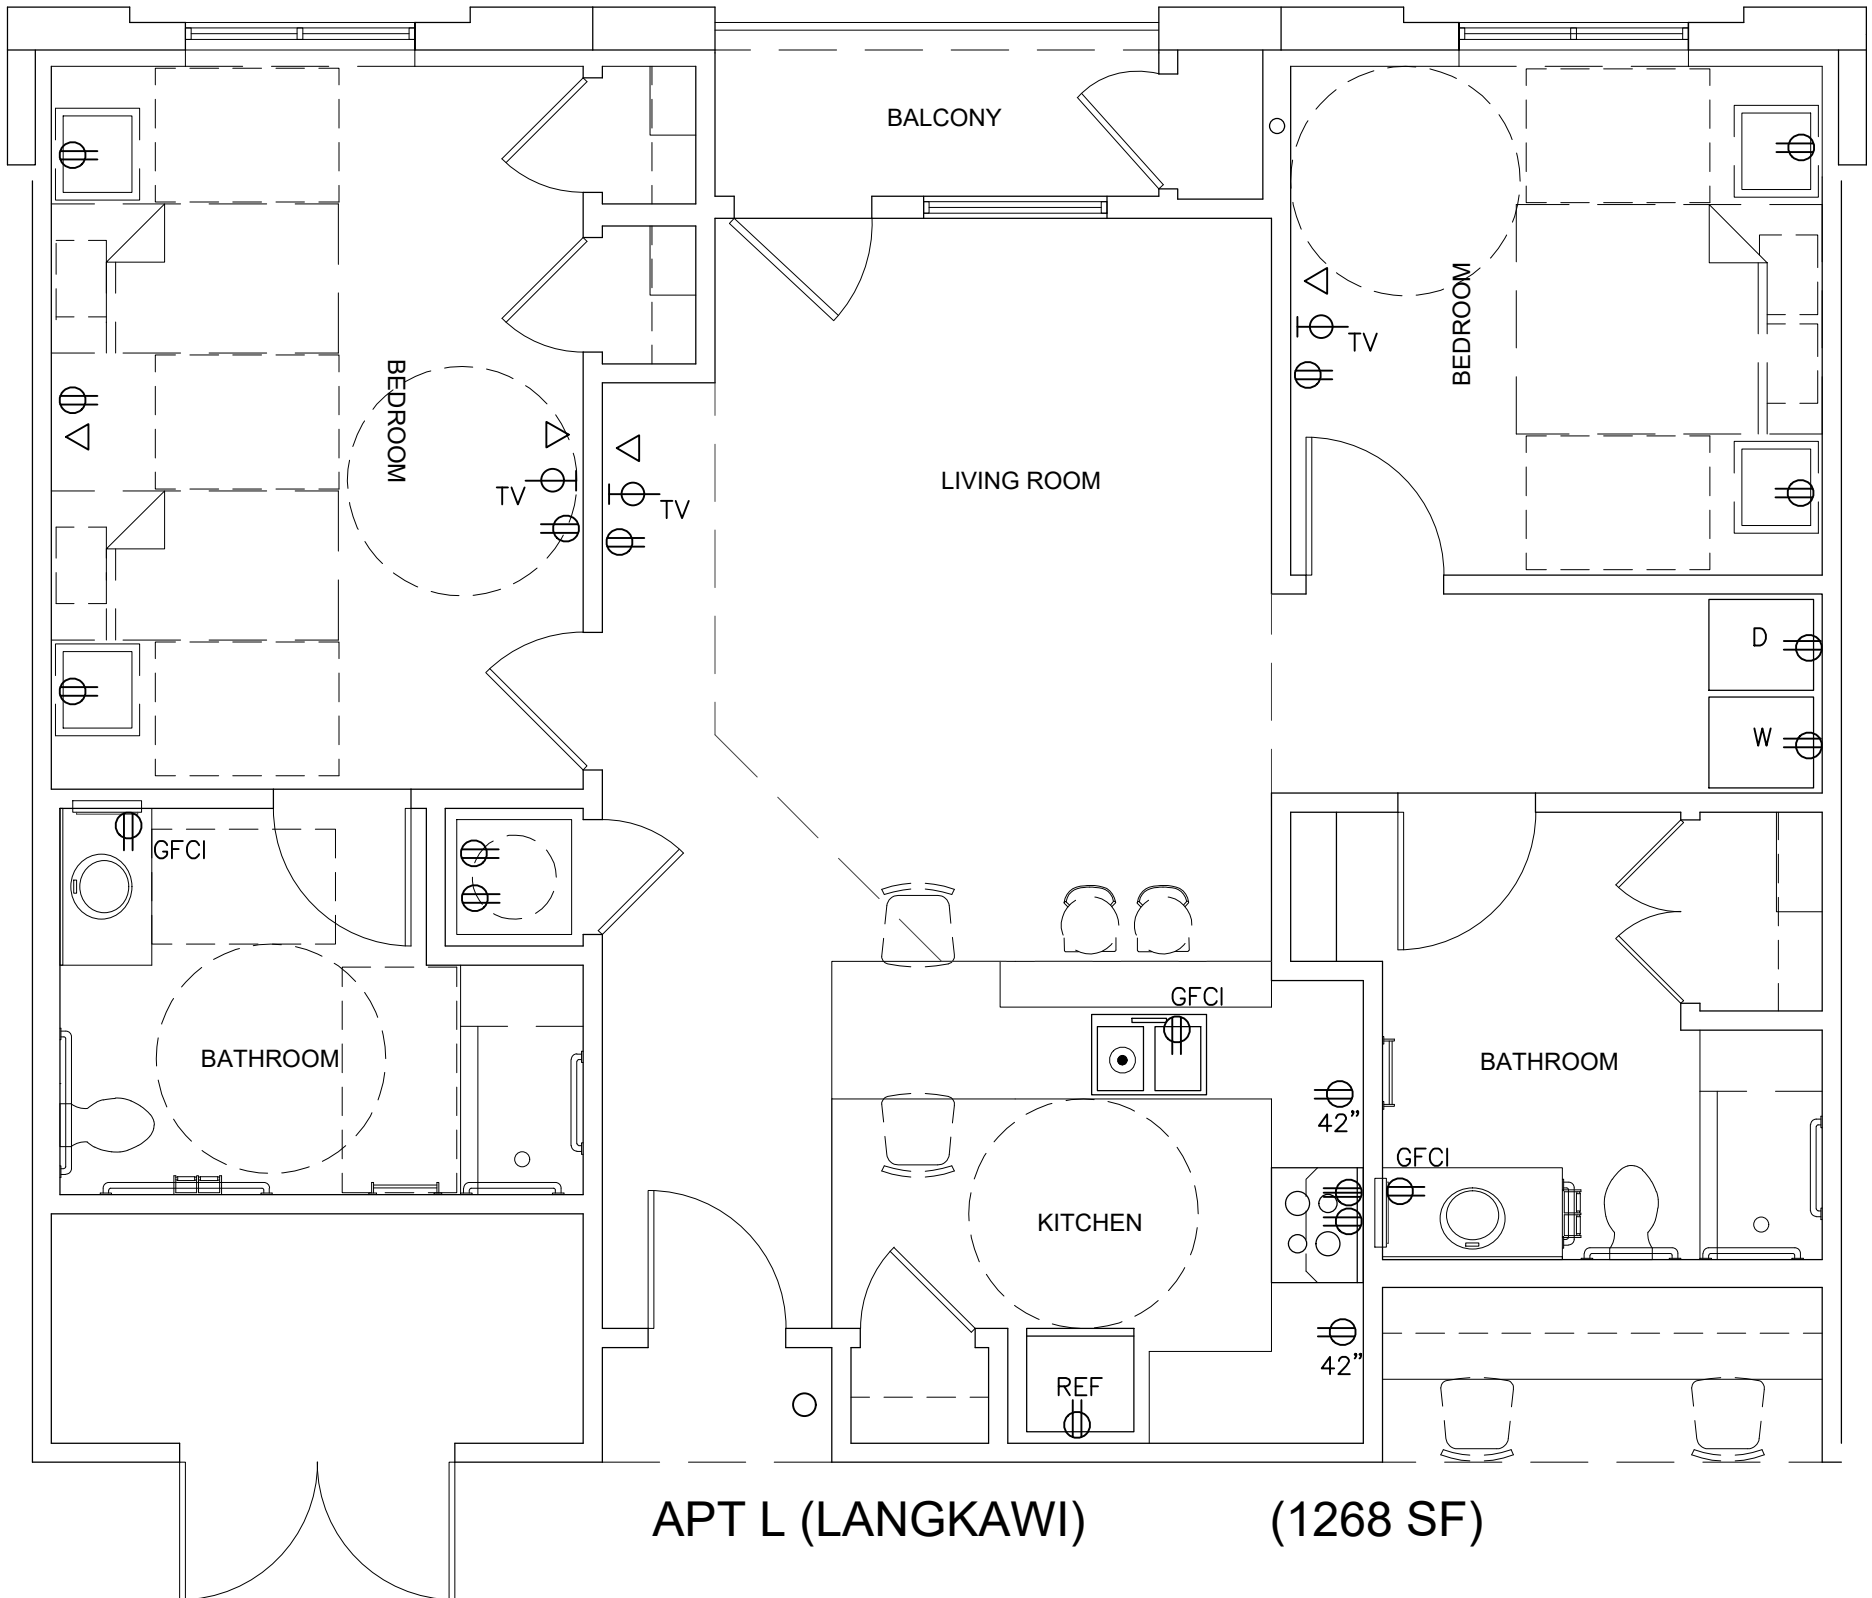 BALCONY
BEDROOM
TV
BEDROOM
LIVING ROOM
TV
TV
D
W
GFCI
GFCI
BATHROOM
BATHROOM
42”
GFCI
KITCHEN
42”
REF
APT L (LANGKAWI) (1268 SF)